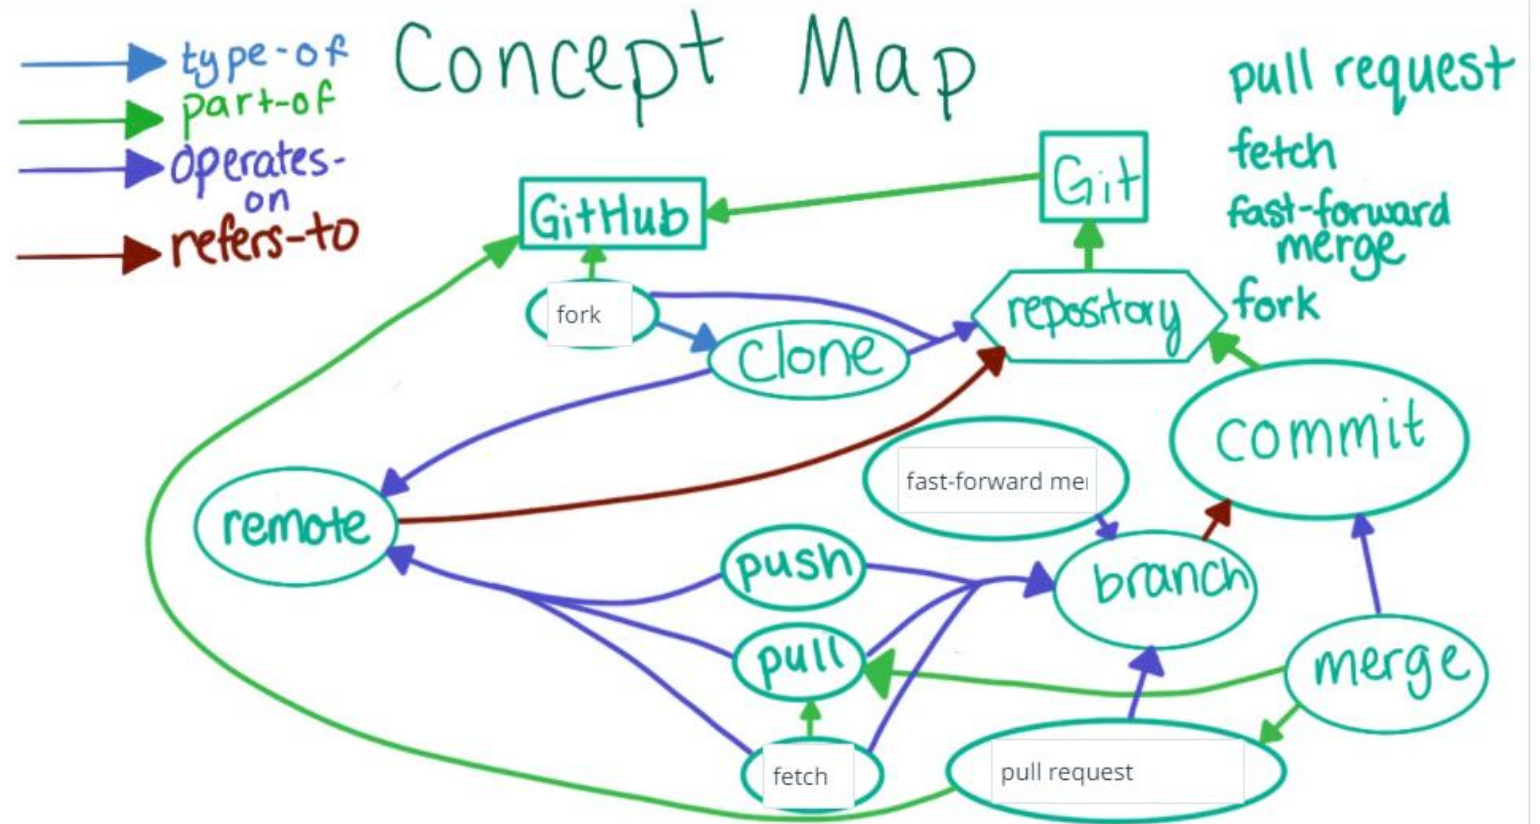 Concept Map
type-of
part-of
operates-
on
refers-to
pull request
fetch
fast-forward
merge
fork
GitHub
Git
fork
repository
Clone
commit
fast-forward me
remote
push
branch
pull
merge
fetch
pull request